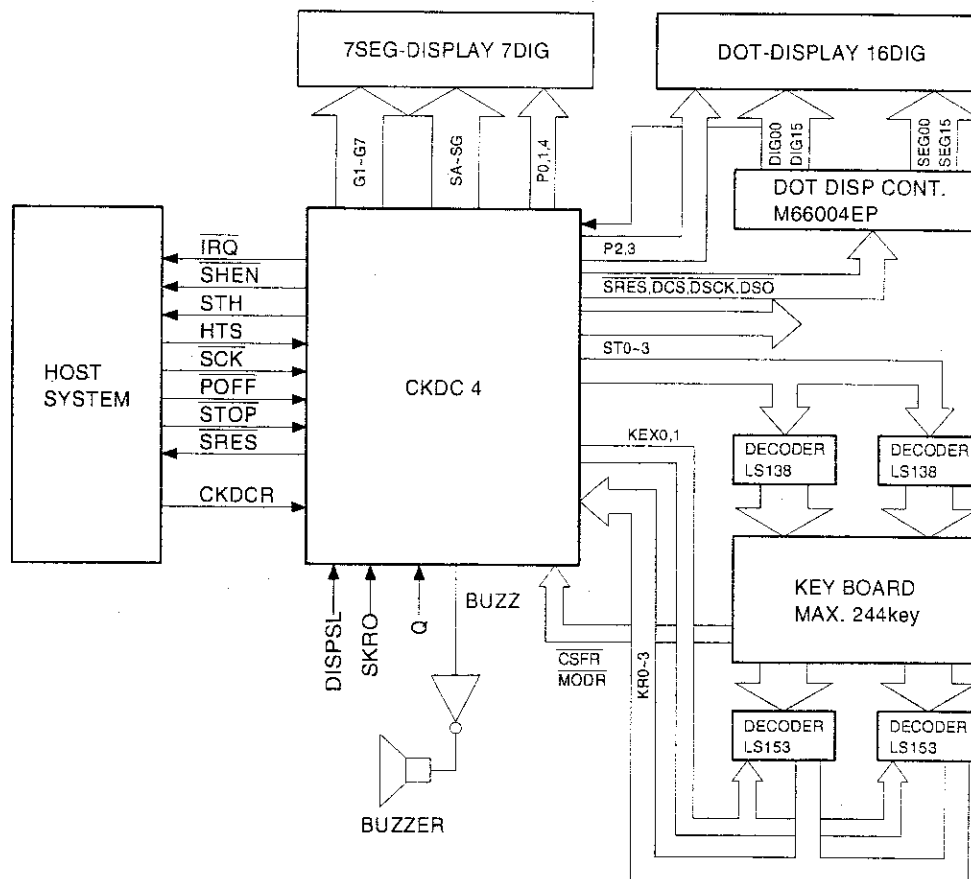 7SEG-DISPLAY 7DIG
DOT-DISPLAY 16DIG
G1~G7
SA~SG
P0,1,4
DIG00
DIG15
SEG00
SEG15
DOT DISP CONT.
M66004EP
HOST
SYSTEM
IRQ
SHEN
STH
HTS
SCK
POFF
STOP
SRES
CKDCR
CKDC 4
P2,3
SRES,DCS,DSCK.DSO
ST0~3
KEX0,1
DECODER
LS138
DECODER
LS138
KEY BOARD
MAX. 244key
DISPSL
SKRO
Q
BUZZ
CSFR
MODR
KR0~3
DECODER
LS153
DECODER
LS153
BUZZER